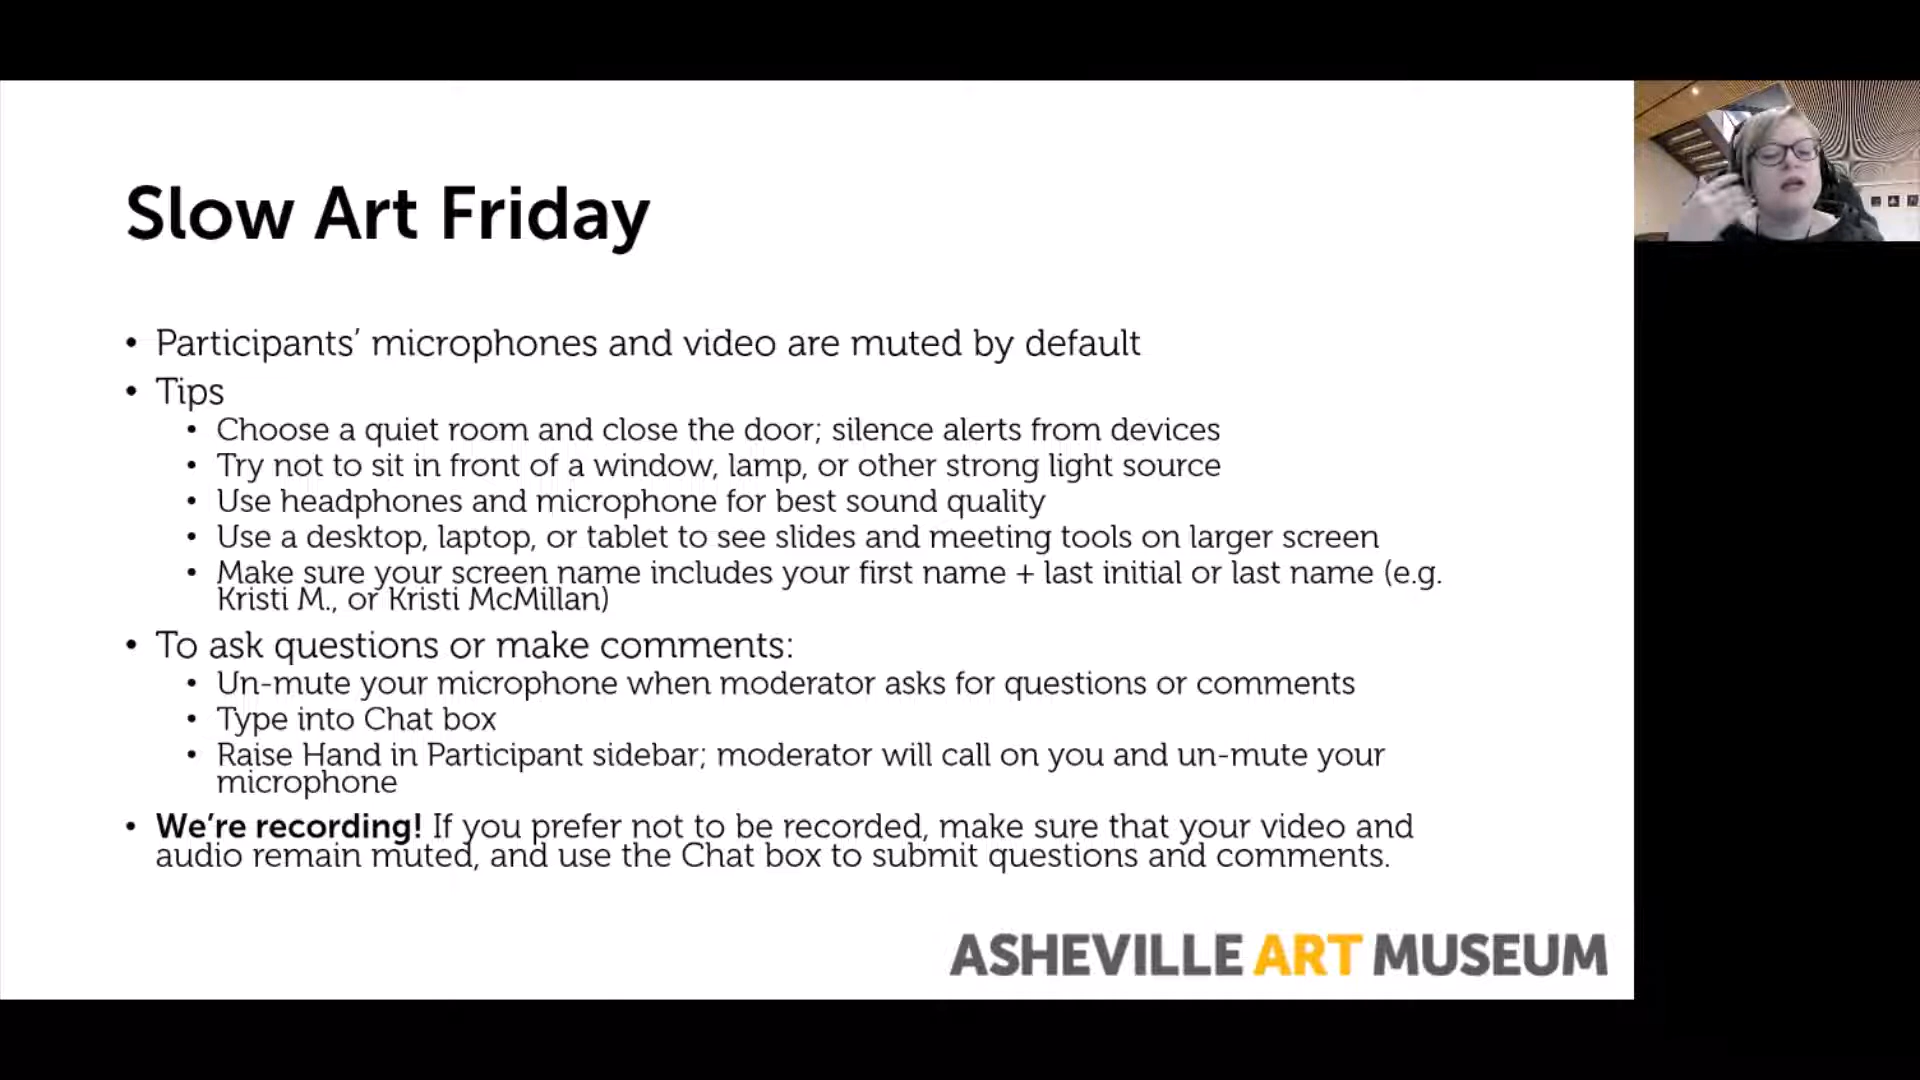 Slow Art Friday
• Participants’ microphones and video are muted by default
• Tips
• Choose a quiet room and close the door; silence alerts from devices
• Try not to sit in front of a window, lamp, or other strong light source
• Use headphones and microphone for best sound quality
• Use a desktop, laptop, or tablet to see slides and meeting tools on larger screen
• Make sure your screen name includes your first name + last initial or last name (e.g.
Kristi M., or Kristi McMillan)
• To ask questions or make comments:
• Un-mute your microphone when moderator asks for questions or comments
• Type into Chat box
• Raise Hand in Participant sidebar; moderator will call on you and un-mute your
microphone
• We’re recording! If you prefer not to be recorded, make sure that your video and
audio remain muted, and use the Chat box to submit questions and comments.
ASHEVILLE ART MUSEUM